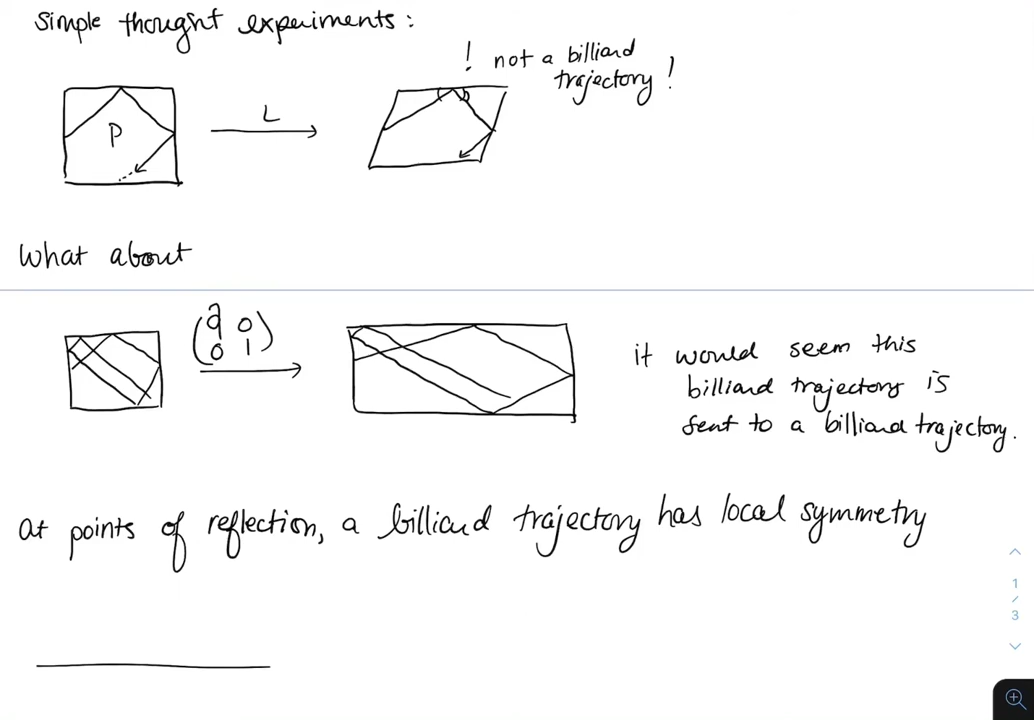 Simple thought experiments:
! not a billiard
trajectory!
P
L
What about
(2 0
0 1)
it would seem this
billiard trajectory is
sent to a billiard trajectory.
at points of reflection, a billiard trajectory has local symmetry
1
/
3